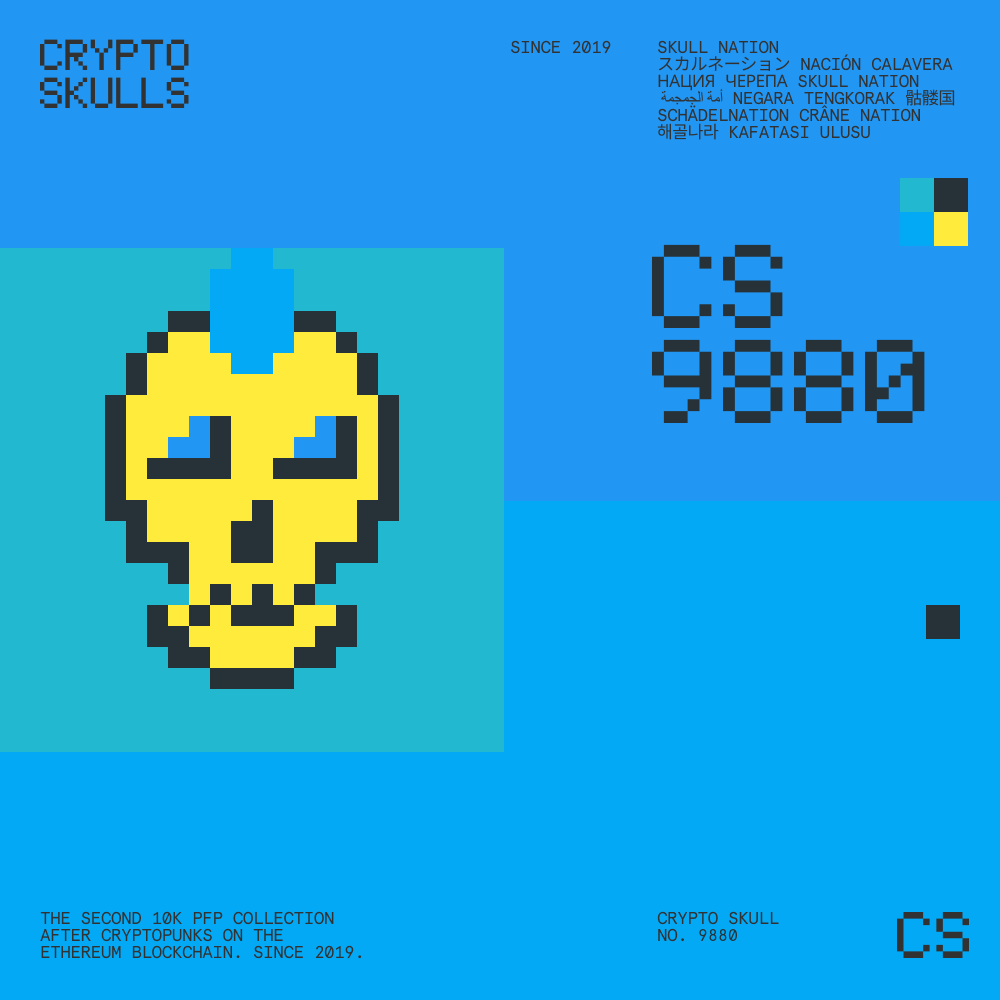 CRYPTO
SKULLS
SINCE 2019
SKULL NATION
スカルネーション NACIÓN CALAVERA
НАЦИЯ ЧЕРЕПА SKULL NATION
أمة الجمجمة NEGARA TENGKORAK 骷髅国
SCHÄDELNATION CRÂNE NATION
해골나라 KAFATASI ULUSU
CS
9880
THE SECOND 10K PFP COLLECTION
AFTER CRYPTOPUNKS ON THE
ETHEREUM BLOCKCHAIN. SINCE 2019.
CRYPTO SKULL
NO. 9880
CS